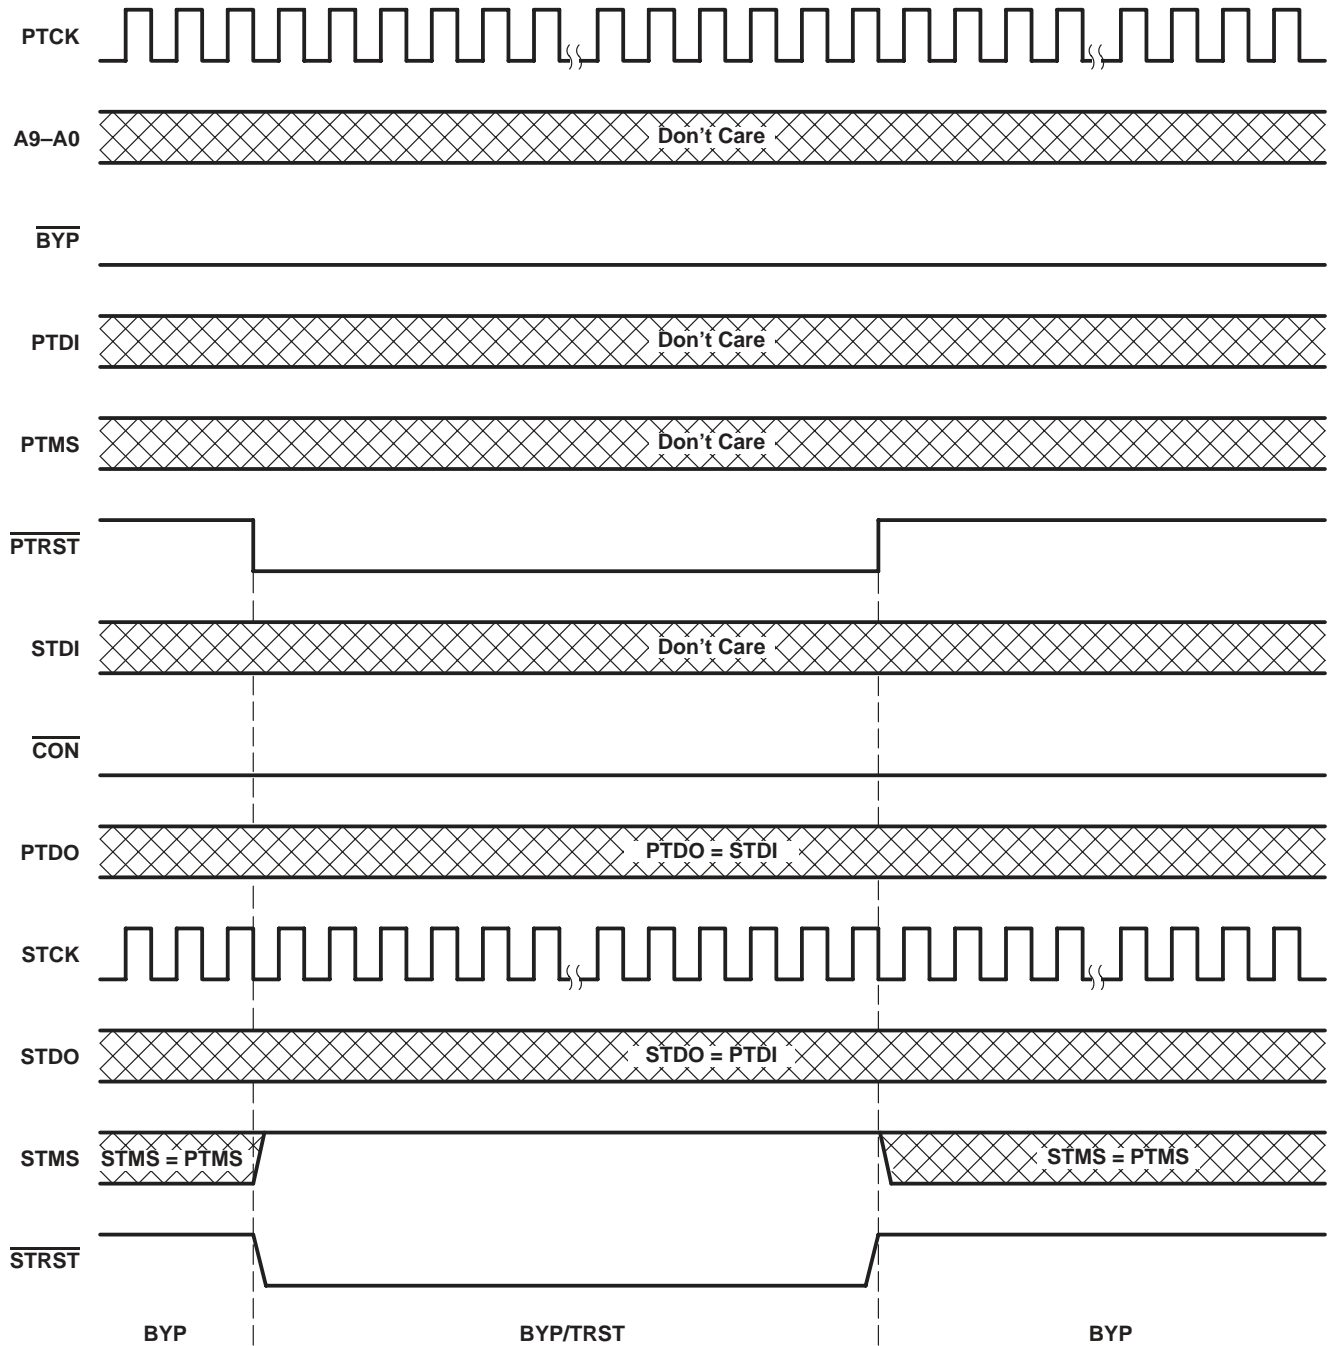 PTCK
A9–A0 Don't Care
BYP
PTDI Don't Care
PTMS Don't Care
PTRST
STDI Don't Care
CON
PTDO PTDO = STDI
STCK
STDO STDO = PTDI
STMS STMS = PTMS STMS = PTMS
STRST
BYP BYP/TRST BYP